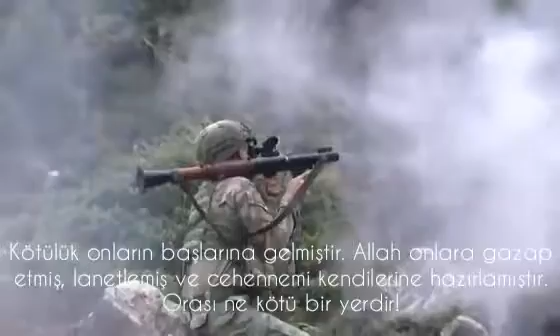 Kötülük onların başlarına gelmiştir. Allah onlara gazap
etmiş, lanetlemiş ve cehennemi kendilerine hazırlamıştır.
Orası ne kötü bir yerdir!